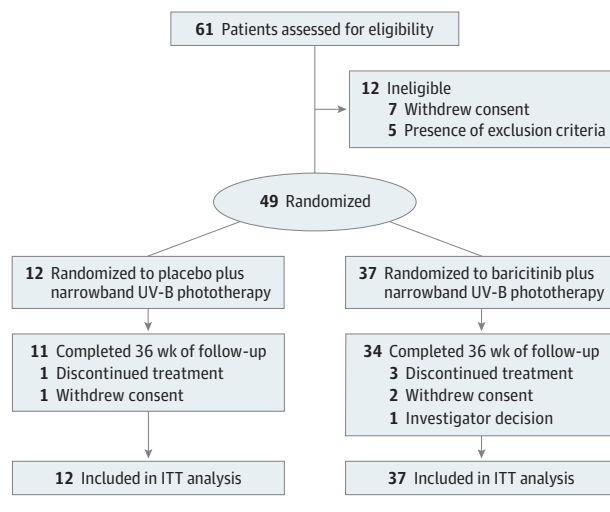 61 Patients assessed for eligibility
12 Ineligible
7 Withdrew consent
5 Presence of exclusion criteria
49 Randomized
12 Randomized to placebo plus
narrowband UV-B phototherapy
37 Randomized to baricitinib plus
narrowband UV-B phototherapy
11 Completed 36 wk of follow-up
1 Discontinued treatment
1 Withdrew consent
34 Completed 36 wk of follow-up
3 Discontinued treatment
2 Withdrew consent
1 Investigator decision
12 Included in ITT analysis
37 Included in ITT analysis